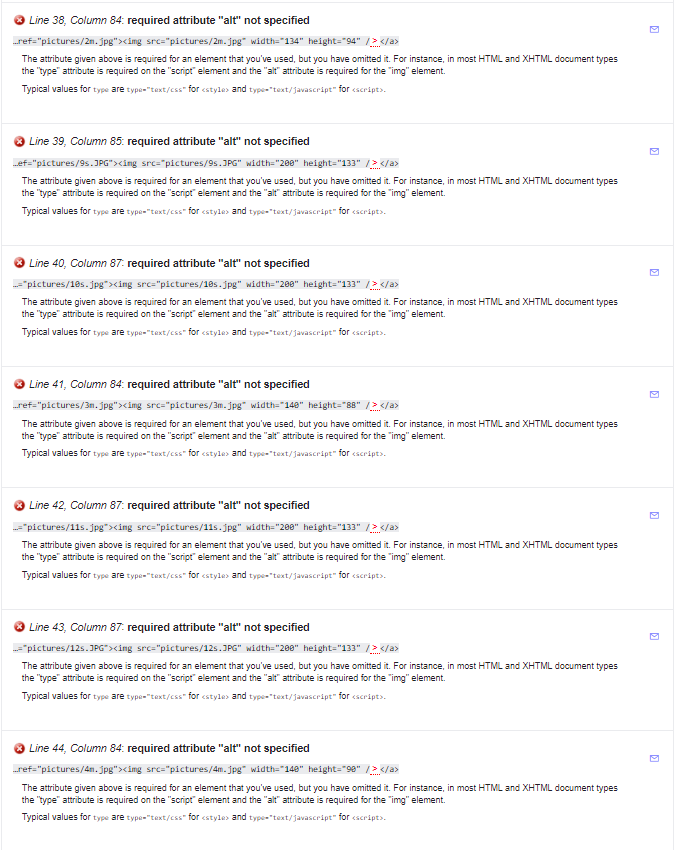 Line 38, Column 84: required attribute "alt" not specified
…ref="pictures/2m.jpg"><img src="pictures/2m.jpg" width="134" height="94" /></a>
The attribute given above is required for an element that you've used, but you have omitted it. For instance, in most HTML and XHTML document types
the "type" attribute is required on the "script" element and the "alt" attribute is required for the "img" element.
Typical values for type are type="text/css" for <style> and type="text/javascript" for <script>.
Line 39, Column 85: required attribute "alt" not specified
…ef="pictures/9s.JPG"><img src="pictures/9s.JPG" width="200" height="133" /></a>
The attribute given above is required for an element that you've used, but you have omitted it. For instance, in most HTML and XHTML document types
the "type" attribute is required on the "script" element and the "alt" attribute is required for the "img" element.
Typical values for type are type="text/css" for <style> and type="text/javascript" for <script>.
Line 40, Column 87: required attribute "alt" not specified
…="pictures/10s.jpg"><img src="pictures/10s.jpg" width="200" height="133" /></a>
The attribute given above is required for an element that you've used, but you have omitted it. For instance, in most HTML and XHTML document types
the "type" attribute is required on the "script" element and the "alt" attribute is required for the "img" element.
Typical values for type are type="text/css" for <style> and type="text/javascript" for <script>.
Line 41, Column 84: required attribute "alt" not specified
…ref="pictures/3m.jpg"><img src="pictures/3m.jpg" width="140" height="88" /></a>
The attribute given above is required for an element that you've used, but you have omitted it. For instance, in most HTML and XHTML document types
the "type" attribute is required on the "script" element and the "alt" attribute is required for the "img" element.
Typical values for type are type="text/css" for <style> and type="text/javascript" for <script>.
Line 42, Column 87: required attribute "alt" not specified
…="pictures/11s.jpg"><img src="pictures/11s.jpg" width="200" height="133" /></a>
The attribute given above is required for an element that you've used, but you have omitted it. For instance, in most HTML and XHTML document types
the "type" attribute is required on the "script" element and the "alt" attribute is required for the "img" element.
Typical values for type are type="text/css" for <style> and type="text/javascript" for <script>.
Line 43, Column 87: required attribute "alt" not specified
…="pictures/12s.JPG"><img src="pictures/12s.JPG" width="200" height="133" /></a>
The attribute given above is required for an element that you've used, but you have omitted it. For instance, in most HTML and XHTML document types
the "type" attribute is required on the "script" element and the "alt" attribute is required for the "img" element.
Typical values for type are type="text/css" for <style> and type="text/javascript" for <script>.
Line 44, Column 84: required attribute "alt" not specified
…ref="pictures/4m.jpg"><img src="pictures/4m.jpg" width="140" height="90" /></a>
The attribute given above is required for an element that you've used, but you have omitted it. For instance, in most HTML and XHTML document types
the "type" attribute is required on the "script" element and the "alt" attribute is required for the "img" element.
Typical values for type are type="text/css" for <style> and type="text/javascript" for <script>.